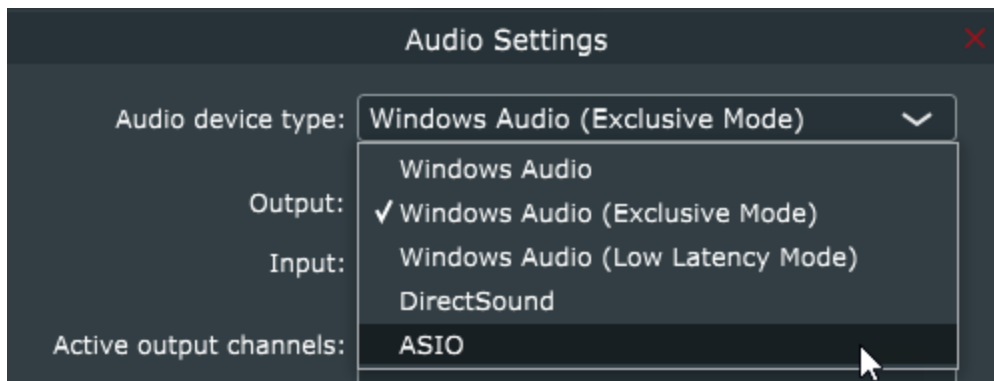 Audio Settings
Audio device type: Windows Audio (Exclusive Mode)
Windows Audio
Output: ✓ Windows Audio (Exclusive Mode)
Input: Windows Audio (Low Latency Mode)
DirectSound
Active output channels: ASIO